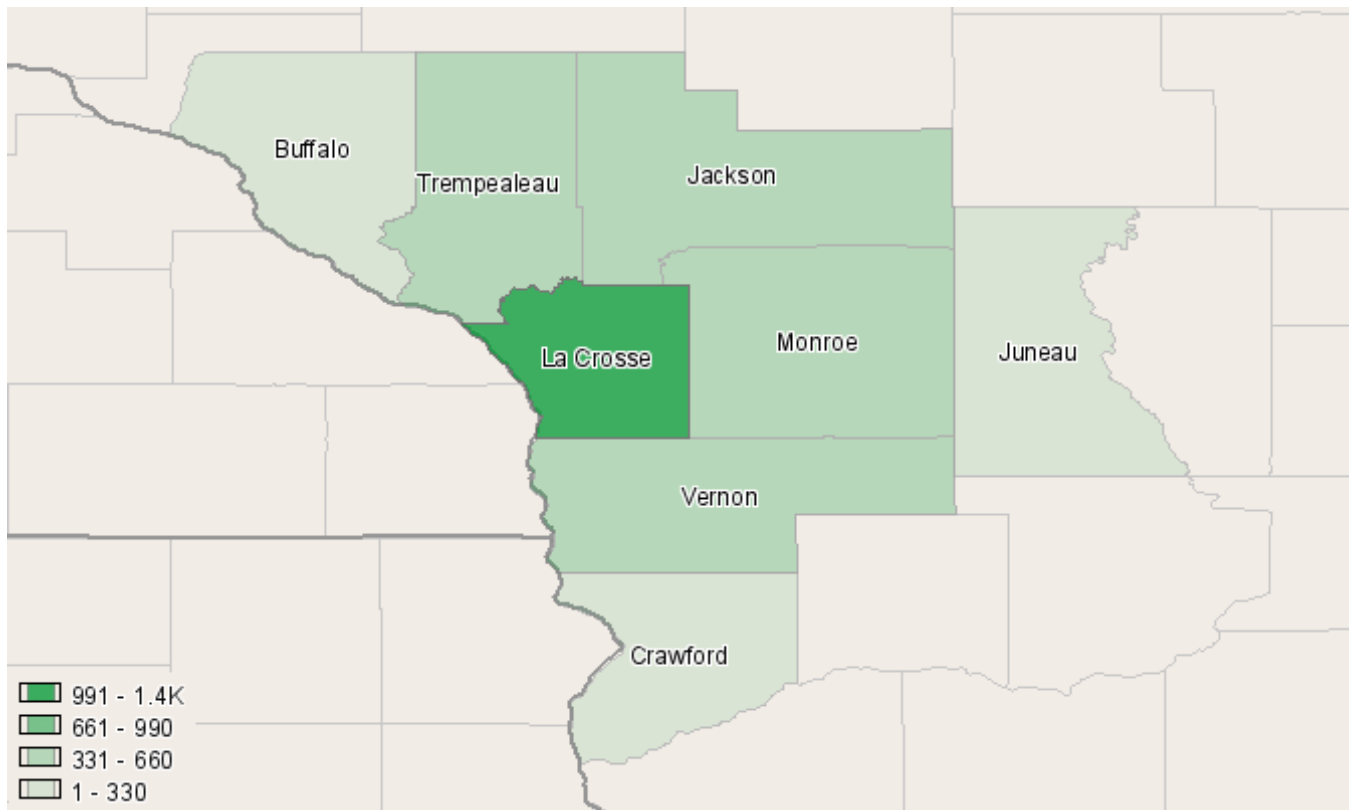 Buffalo
Trempealeau
Jackson
La Crosse
Monroe
Juneau
Vernon
Crawford
991 - 1.4K
661 - 990
331 - 660
1 - 330